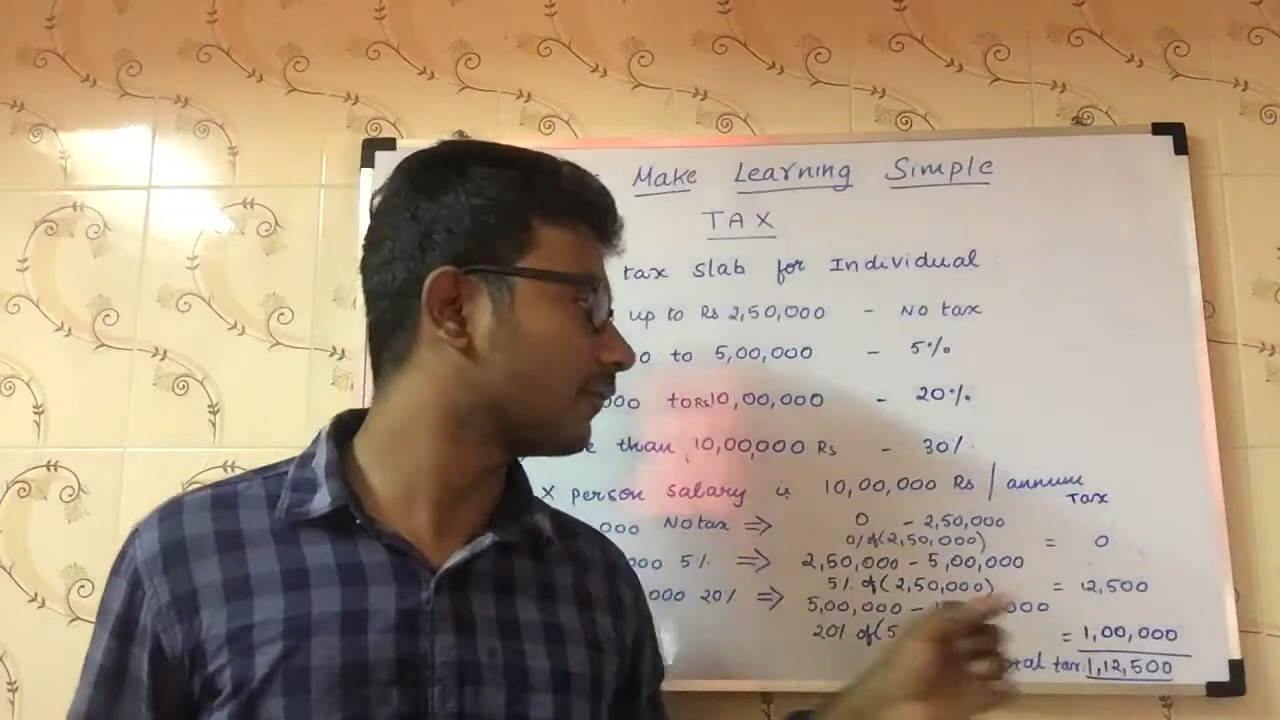 Make Learning Simple
TAX
tax slab for Individual
up to Rs 2,50,000 - NO tax
to 5,00,000 - 5%
to Rs 10,00,000 - 20%
than 10,00,000 Rs - 30%
X person salary is 10,00,000 Rs / annum
Tax
000 No tax ⇒ 0 - 2,50,000
0% of (2,50,000) = 0
000 5% ⇒ 2,50,000 - 5,00,000
5% of (2,50,000) = 12,500
000 20% ⇒ 5,00,000 - 000
20% of (5 = 1,00,000
tax 1,12,500